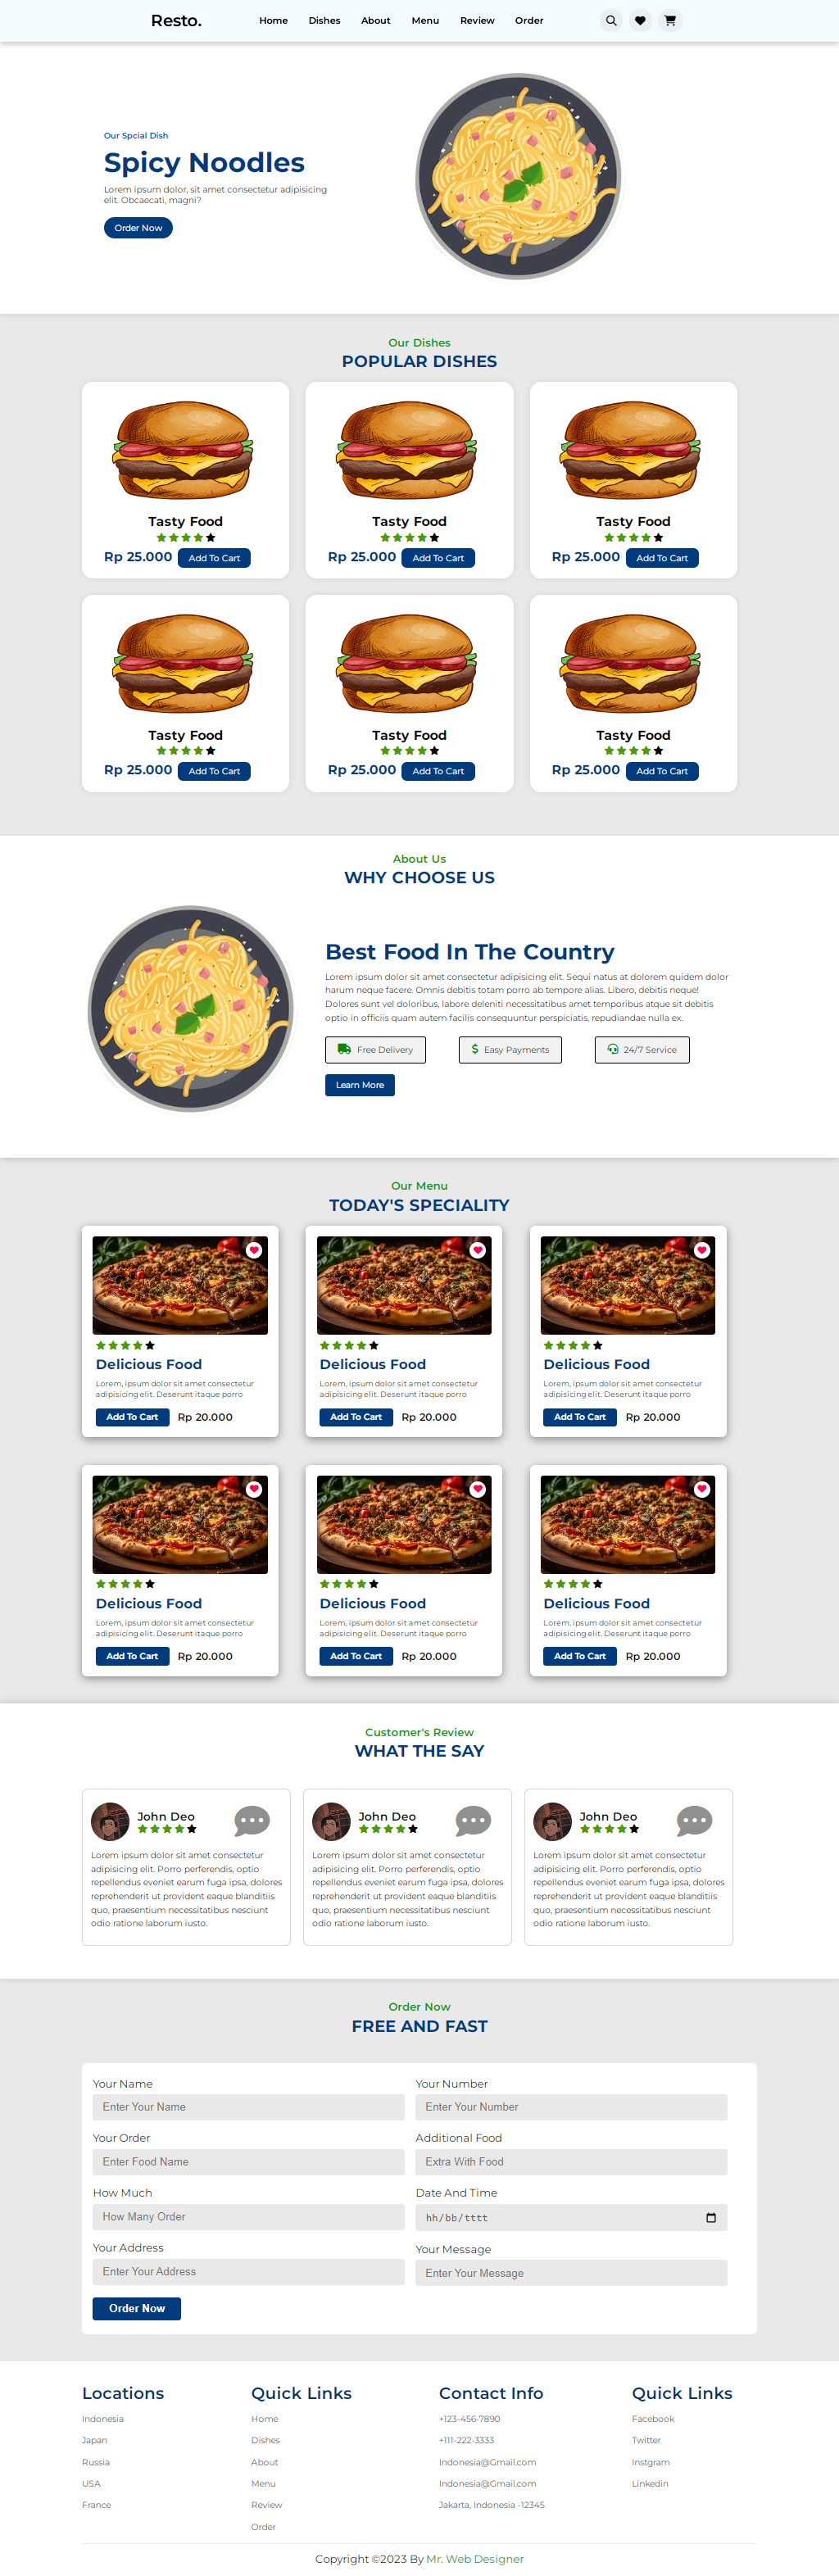 Resto.
Home Dishes About Menu Review Order
Our Spcial Dish
Spicy Noodles
Lorem ipsum dolor, sit amet consectetur adipisicing
elit. Obcaecati, magni?
Order Now
Our Dishes
POPULAR DISHES
Tasty Food Tasty Food Tasty Food
Rp 25.000 Add To Cart Rp 25.000 Add To Cart Rp 25.000 Add To Cart
Tasty Food Tasty Food Tasty Food
Rp 25.000 Add To Cart Rp 25.000 Add To Cart Rp 25.000 Add To Cart
About Us
WHY CHOOSE US
Best Food In The Country
Lorem ipsum dolor sit amet consectetur adipisicing elit. Sequi natus at dolorem quidem dolor
harum neque facere. Omnis debitis totam porro ab tempore alias. Libero, debitis neque!
Dolores sunt vel doloribus, labore deleniti necessitatibus amet temporibus atque sit debitis
optio in officiis quam autem facilis consequuntur perspiciatis, repudiandae nulla ex.
Free Delivery Easy Payments 24/7 Service
Learn More
Our Menu
TODAY'S SPECIALITY
Delicious Food Delicious Food Delicious Food
Lorem, ipsum dolor sit amet consectetur Lorem, ipsum dolor sit amet consectetur Lorem, ipsum dolor sit amet consectetur
adipisicing elit. Deserunt itaque porro adipisicing elit. Deserunt itaque porro adipisicing elit. Deserunt itaque porro
Add To Cart Rp 20.000 Add To Cart Rp 20.000 Add To Cart Rp 20.000
Delicious Food Delicious Food Delicious Food
Lorem, ipsum dolor sit amet consectetur Lorem, ipsum dolor sit amet consectetur Lorem, ipsum dolor sit amet consectetur
adipisicing elit. Deserunt itaque porro adipisicing elit. Deserunt itaque porro adipisicing elit. Deserunt itaque porro
Add To Cart Rp 20.000 Add To Cart Rp 20.000 Add To Cart Rp 20.000
Customer's Review
WHAT THE SAY
John Deo
Lorem ipsum dolor sit amet consectetur
adipisicing elit. Porro perferendis, optio
repellendus eveniet earum fuga ipsa, dolores
reprehenderit ut provident eaque blanditiis
quo, praesentium necessitatibus nesciunt
odio ratione laborum iusto.
John Deo
Lorem ipsum dolor sit amet consectetur
adipisicing elit. Porro perferendis, optio
repellendus eveniet earum fuga ipsa, dolores
reprehenderit ut provident eaque blanditiis
quo, praesentium necessitatibus nesciunt
odio ratione laborum iusto.
John Deo
Lorem ipsum dolor sit amet consectetur
adipisicing elit. Porro perferendis, optio
repellendus eveniet earum fuga ipsa, dolores
reprehenderit ut provident eaque blanditiis
quo, praesentium necessitatibus nesciunt
odio ratione laborum iusto.
Order Now
FREE AND FAST
Your Name Your Number
Enter Your Name Enter Your Number
Your Order Additional Food
Enter Food Name Extra With Food
How Much Date And Time
How Many Order hh/bb/tttt
Your Address Your Message
Enter Your Address Enter Your Message
Order Now
Locations
Indonesia
Japan
Russia
USA
France
Quick Links
Home
Dishes
About
Menu
Review
Order
Contact Info
+123-456-7890
+111-222-3333
Indonesia@Gmail.com
Indonesia@Gmail.com
Jakarta, Indonesia -12345
Quick Links
Facebook
Twitter
Instgram
Linkedin
Copyright ©2023 By Mr. Web Designer